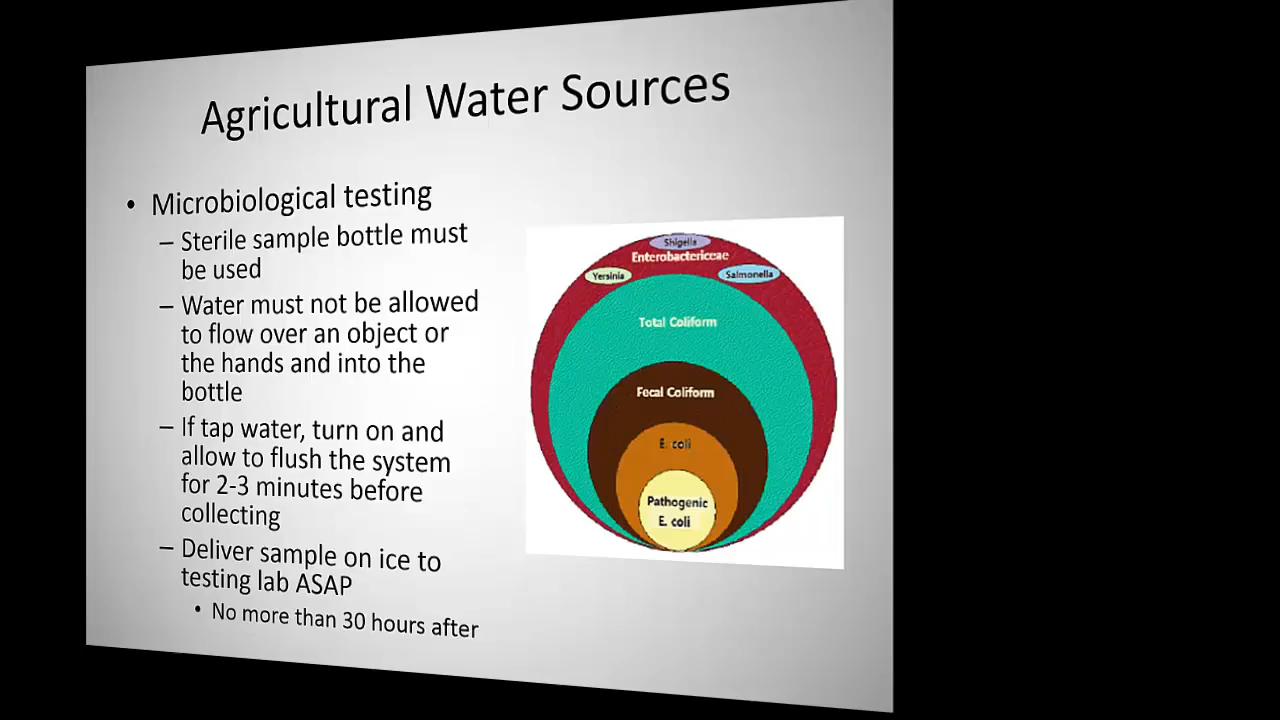 Agricultural Water Sources
• Microbiological testing
– Sterile sample bottle must
be used
– Water must not be allowed
to flow over an object or
the hands and into the
bottle
– If tap water, turn on and
allow to flush the system
for 2-3 minutes before
collecting
– Deliver sample on ice to
testing lab ASAP
• No more than 30 hours after
Shigella
Enterobactericeae
Yersinia
Salmonella
Total Coliform
Fecal Coliform
E. coli
Pathogenic
E. coli